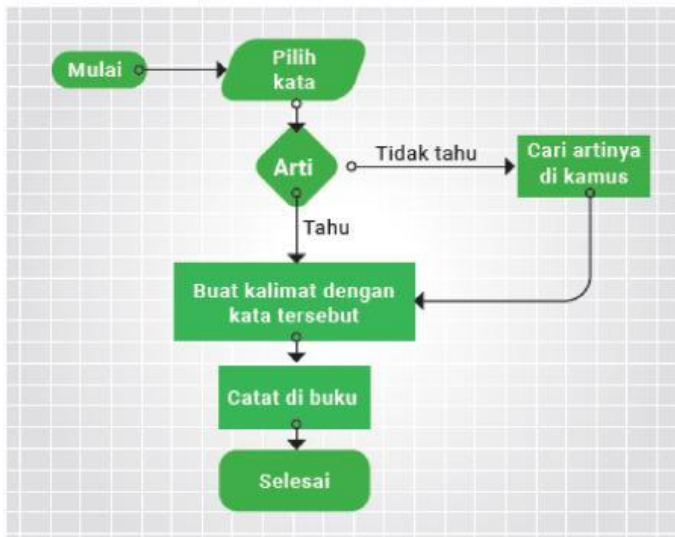 Mulai
Pilih
kata
Arti
Tidak tahu
Cari artinya
di kamus
Tahu
Buat kalimat dengan
kata tersebut
Catat di buku
Selesai